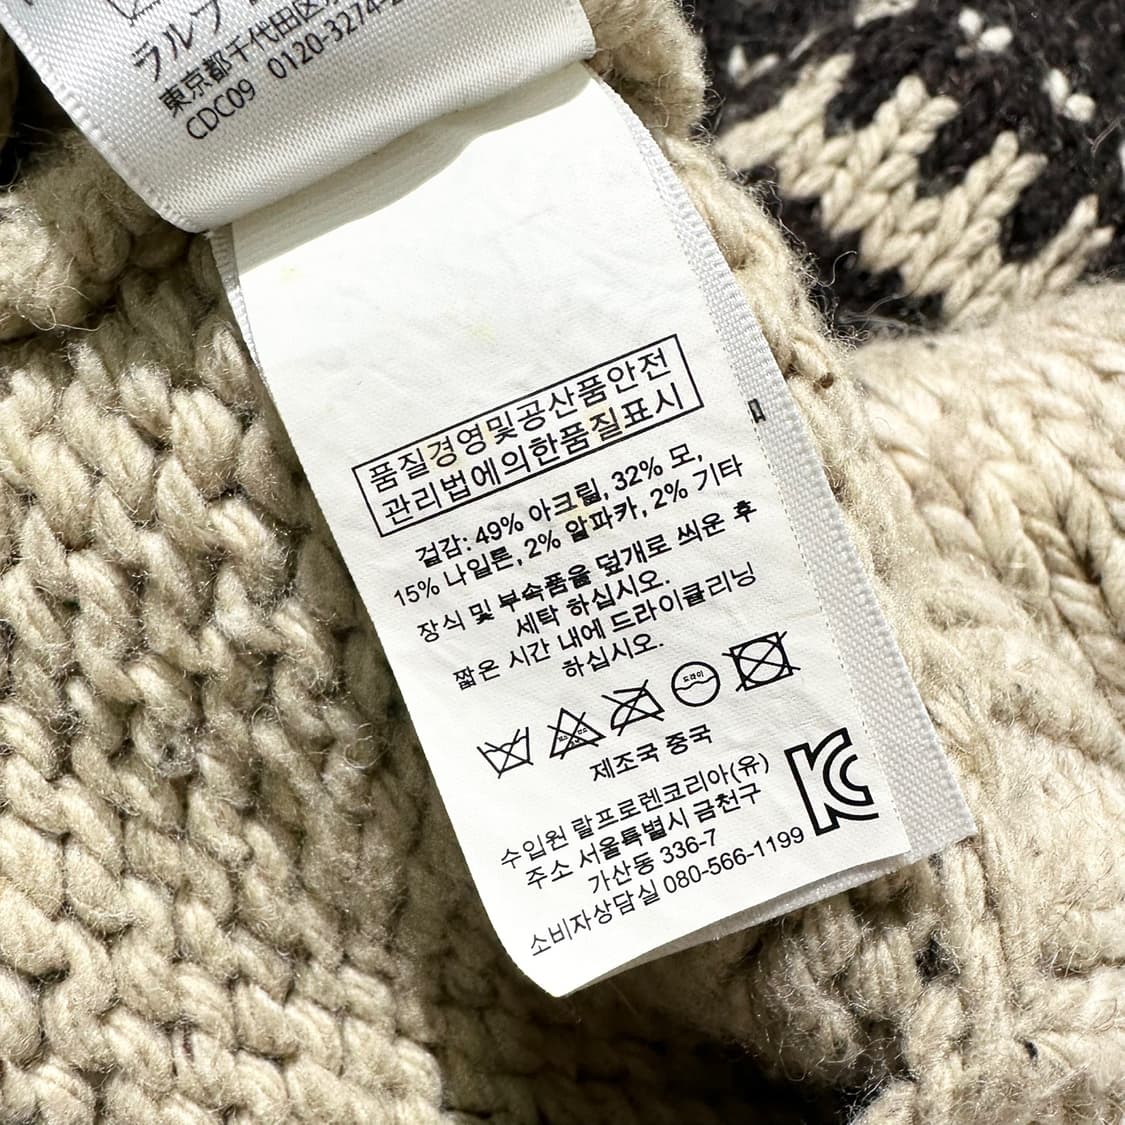 ラルフ
東京都千代田区
CDC09 0120-3274-
품질경영및공산품안전
관리법에의한품질표시
겉감: 49% 아크릴, 32% 모,
15% 나일론, 2% 알파카, 2% 기타
장식 및 부속품을 덮개로 씌운 후
세탁 하십시오.
짧은 시간 내에 드라이클리닝
하십시오.
드라이
제조국 중국
수입원 랄프로렌코리아(유)
주소 서울특별시 금천구
가산동 336-7
소비자상담실 080-566-1199
KC